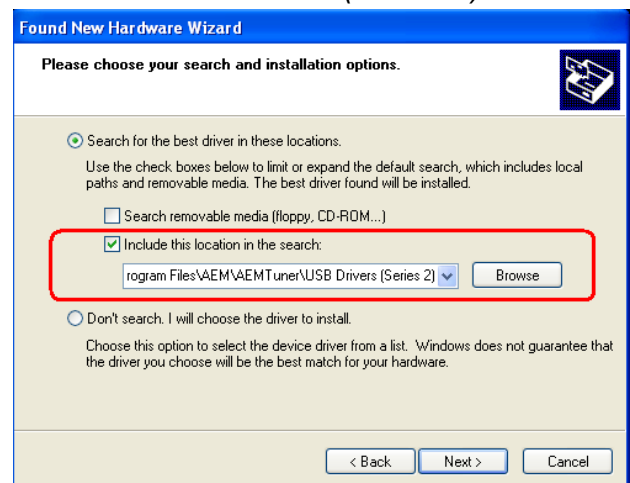 Found New Hardware Wizard
Please choose your search and installation options.
Search for the best driver in these locations.
Use the check boxes below to limit or expand the default search, which includes local
paths and removable media. The best driver found will be installed.
Search removable media (floppy, CD-ROM...)
Include this location in the search:
rogram Files\AEM\AEMTuner\USB Drivers (Series 2)
Browse
Don't search. I will choose the driver to install.
Choose this option to select the device driver from a list. Windows does not guarantee that
the driver you choose will be the best match for your hardware.
< Back Next > Cancel